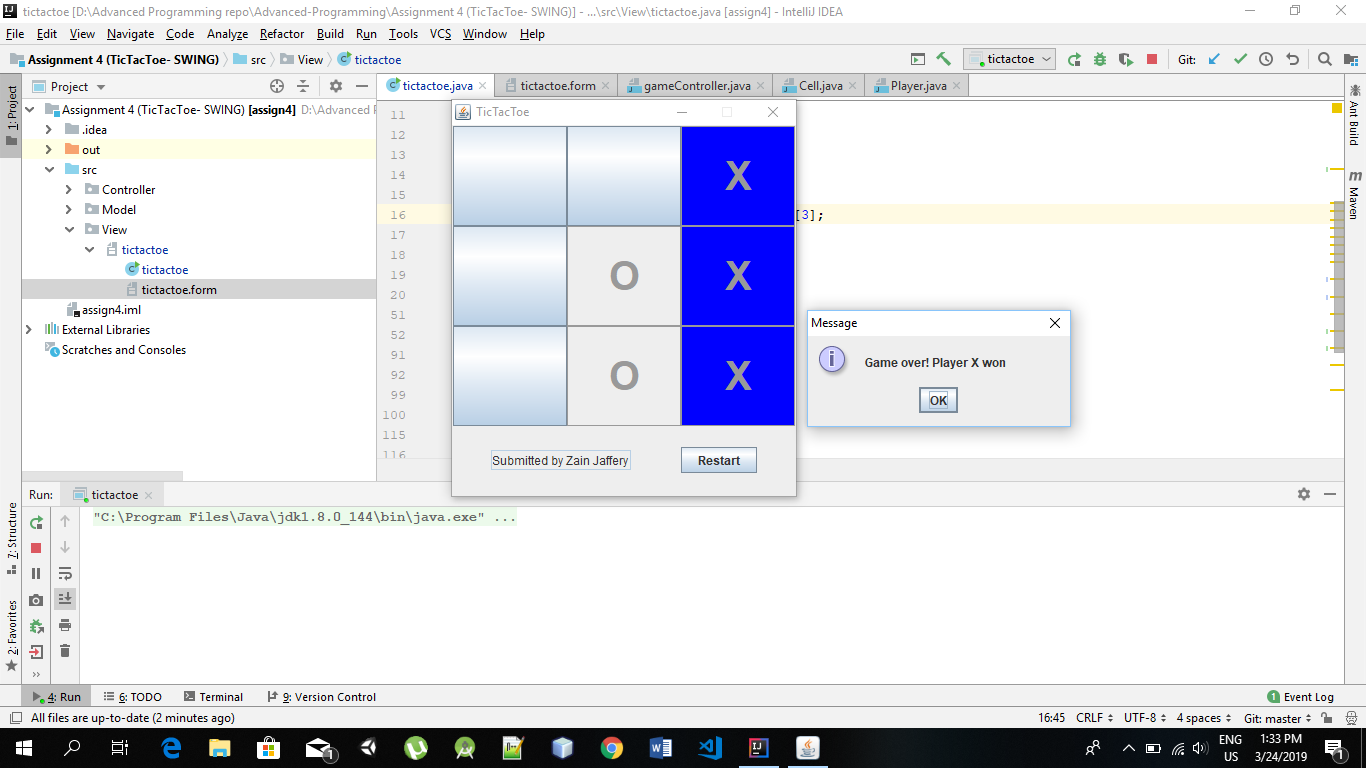 tictactoe [D:\Advanced Programming repo\Advanced-Programming\Assignment 4 (TicTacToe- SWING)] - ...\src\View\tictactoe.java [assign4] - IntelliJ IDEA
File Edit View Navigate Code Analyze Refactor Build Run Tools VCS Window Help
Assignment 4 (TicTacToe- SWING) src View tictactoe tictactoe Git:
1: Project
Project
tictactoe.java tictactoe.form gameController.java Cell.java Player.java
Assignment 4 (TicTacToe- SWING) [assign4] D:\Advanced
.idea
out
src
Controller
Model
View
tictactoe
tictactoe
tictactoe.form
assign4.iml
External Libraries
Scratches and Consoles
11
12
13
14
15
16 [3];
17
18
19
20
51
52
91
92
99
100
115
116
TicTacToe
X
O X
O X
Submitted by Zain Jaffery Restart
Message
Game over! Player X won
OK
Ant Build
Maven
7: Structure
2: Favorites
Run: tictactoe
"C:\Program Files\Java\jdk1.8.0_144\bin\java.exe" ...
4: Run 6: TODO Terminal 9: Version Control 1 Event Log
All files are up-to-date (2 minutes ago) 16:45 CRLF UTF-8 4 spaces Git: master
ENG
US
1:33 PM
3/24/2019
1
1